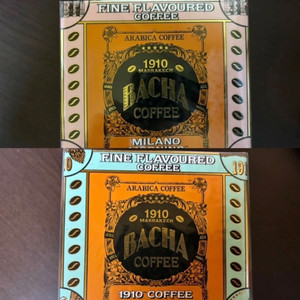 FINE FLAVOURED
COFFEE
ARABICA COFFEE
1910
MARRAKECH
BACHA
COFFEE
MILANO
FINE FLAVOURED
COFFEE
ARABICA COFFEE
1910
MARRAKECH
BACHA
COFFEE
1910 COFFEE